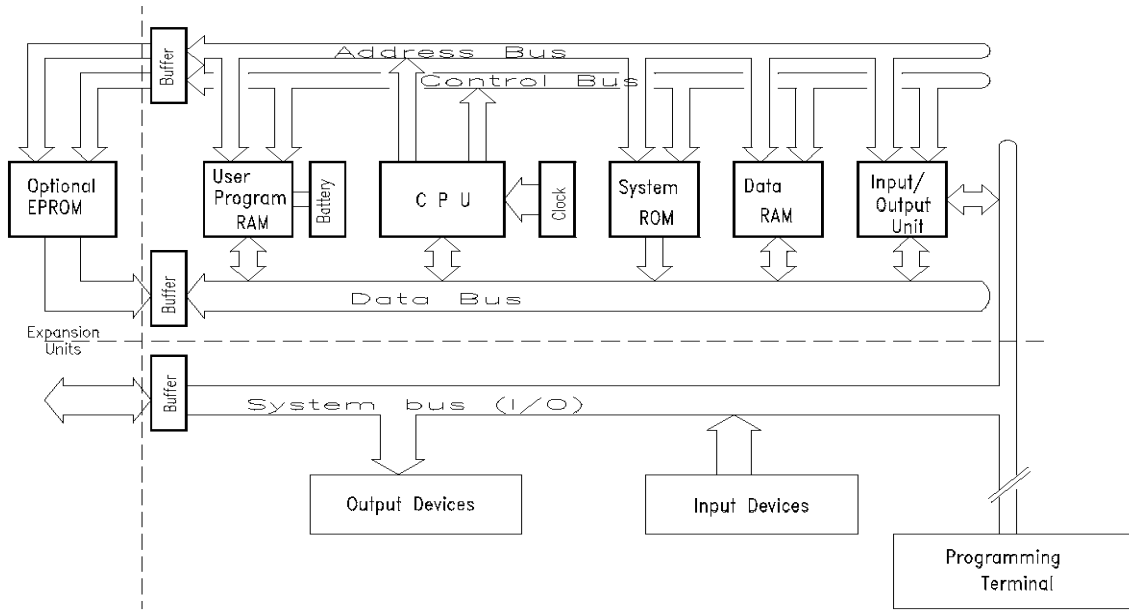 Address Bus
Buffer
Control Bus
Optional
EPROM
User
Program
RAM
Battery
C P U
Clock
System
ROM
Data
RAM
Input/
Output
Unit
Buffer
Data Bus
Expansion
Units
Buffer
System bus (I/O)
Output Devices
Input Devices
Programming
Terminal